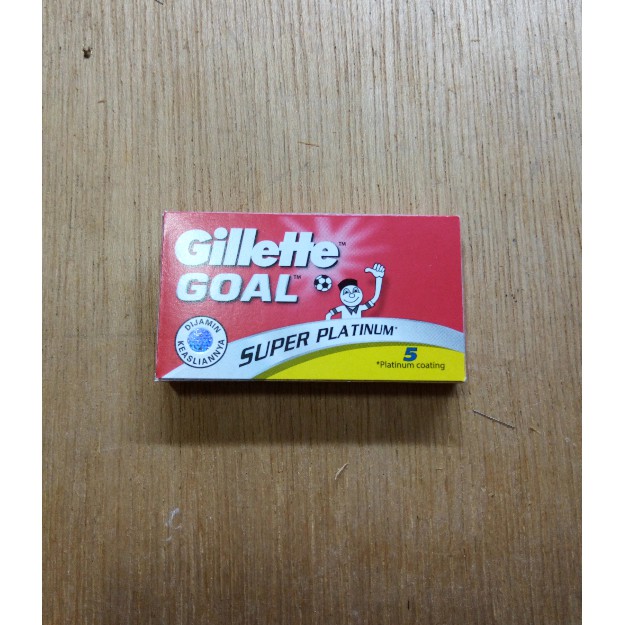 Gillette™
GOAL™
DIJAMIN
KEASLIANNYA
SUPER PLATINUM*
5
*Platinum coating